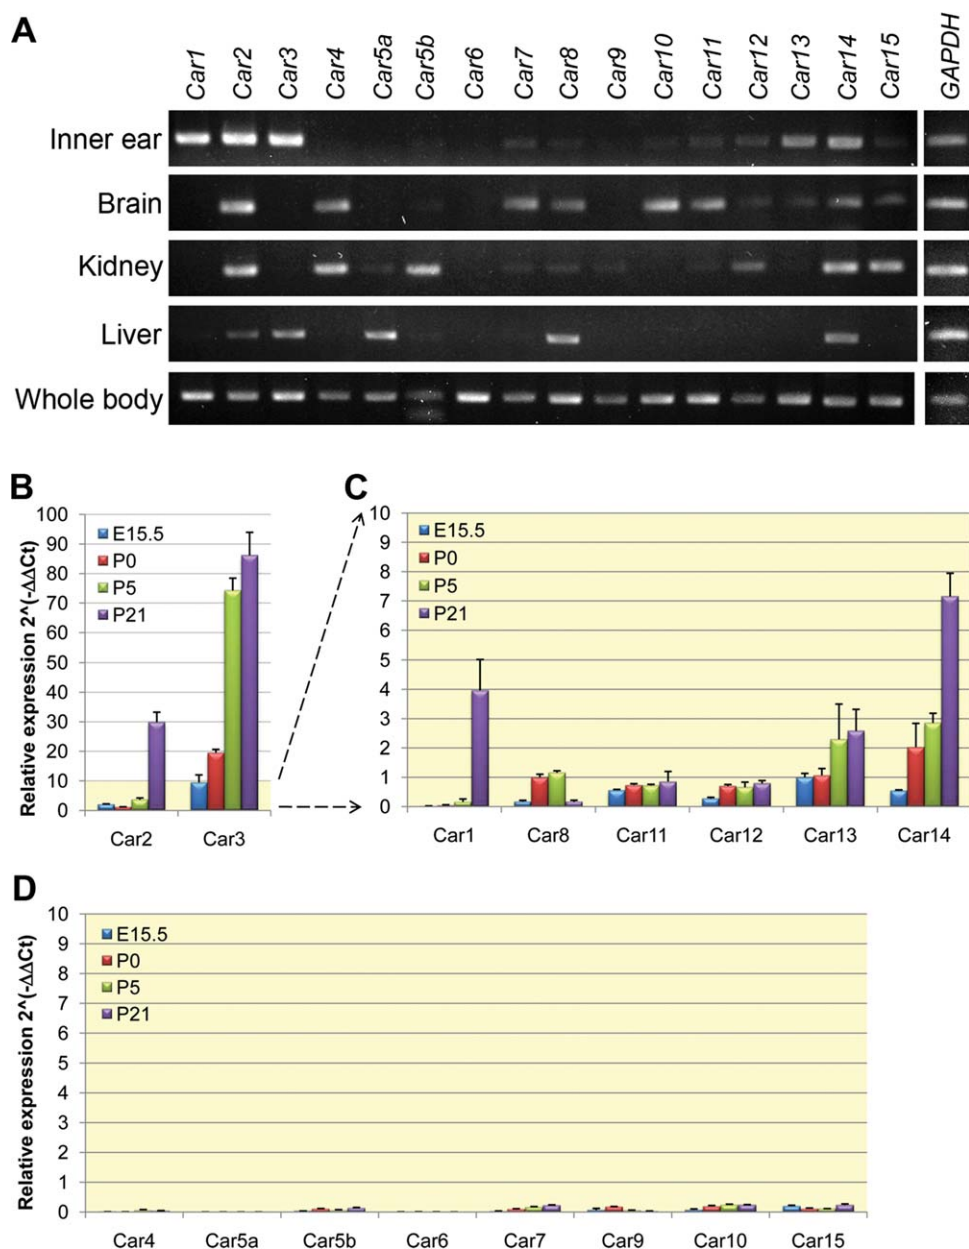 A
Car1 Car2 Car3 Car4 Car5a Car5b Car6 Car7 Car8 Car9 Car10 Car11 Car12 Car13 Car14 Car15 GAPDH
Inner ear
Brain
Kidney
Liver
Whole body
B
Relative expression 2^(-ΔΔCt)
100
90
80
70
60
50
40
30
20
10
0
E15.5
P0
P5
P21
Car2 Car3
C
10
9
8
7
6
5
4
3
2
1
0
E15.5
P0
P5
P21
Car1 Car8 Car11 Car12 Car13 Car14
D
Relative expression 2^(-ΔΔCt)
10
9
8
7
6
5
4
3
2
1
0
E15.5
P0
P5
P21
Car4 Car5a Car5b Car6 Car7 Car9 Car10 Car15